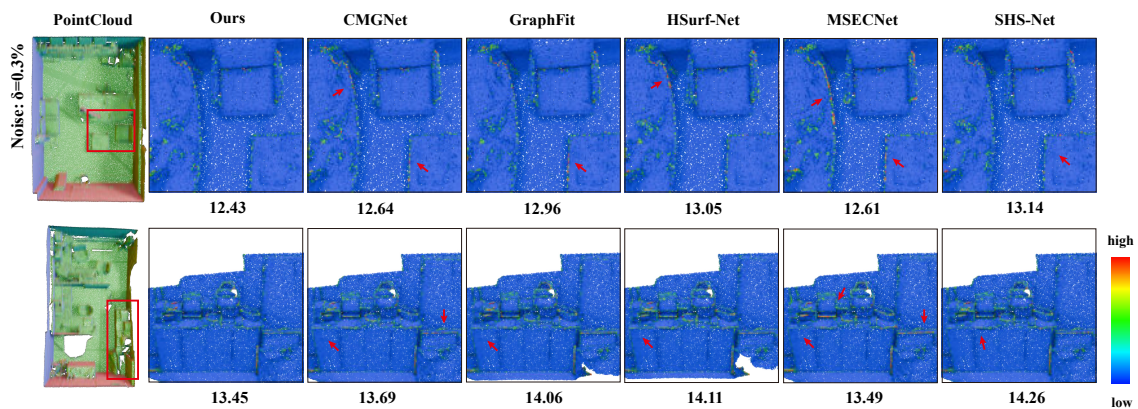 PointCloud Ours CMGNet GraphFit HSurf-Net MSECNet SHS-Net
Noise: δ=0.3%
12.43 12.64 12.96 13.05 12.61 13.14
high
low
13.45 13.69 14.06 14.11 13.49 14.26